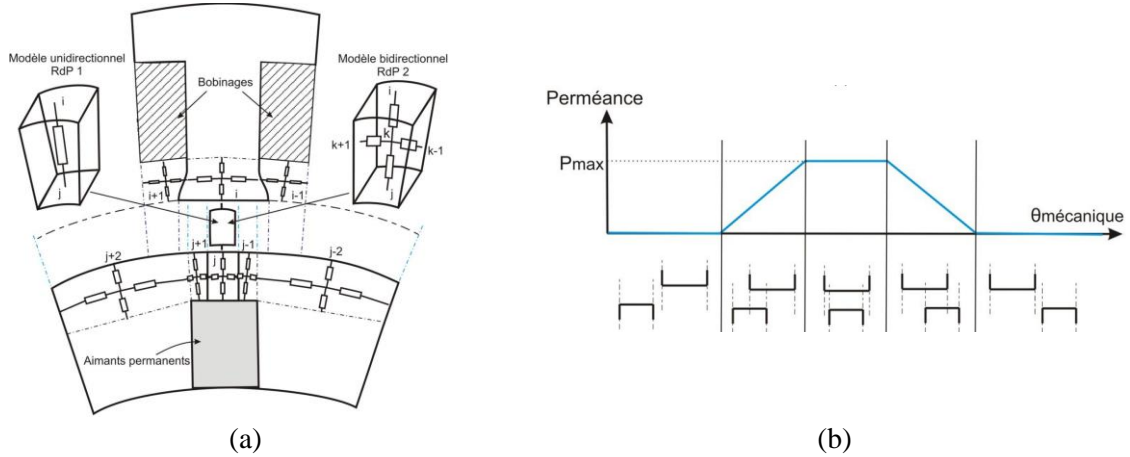 Modèle unidirectionnel
RdP 1
Bobinages
Modèle bidirectionnel
RdP 2
i
j
i
k
k+1
k-1
j
i+1
i
i-1
j+2
j+1
j
j-1
j-2
Aimants permanents
(a)
Perméance
Pmax
θmécanique
(b)